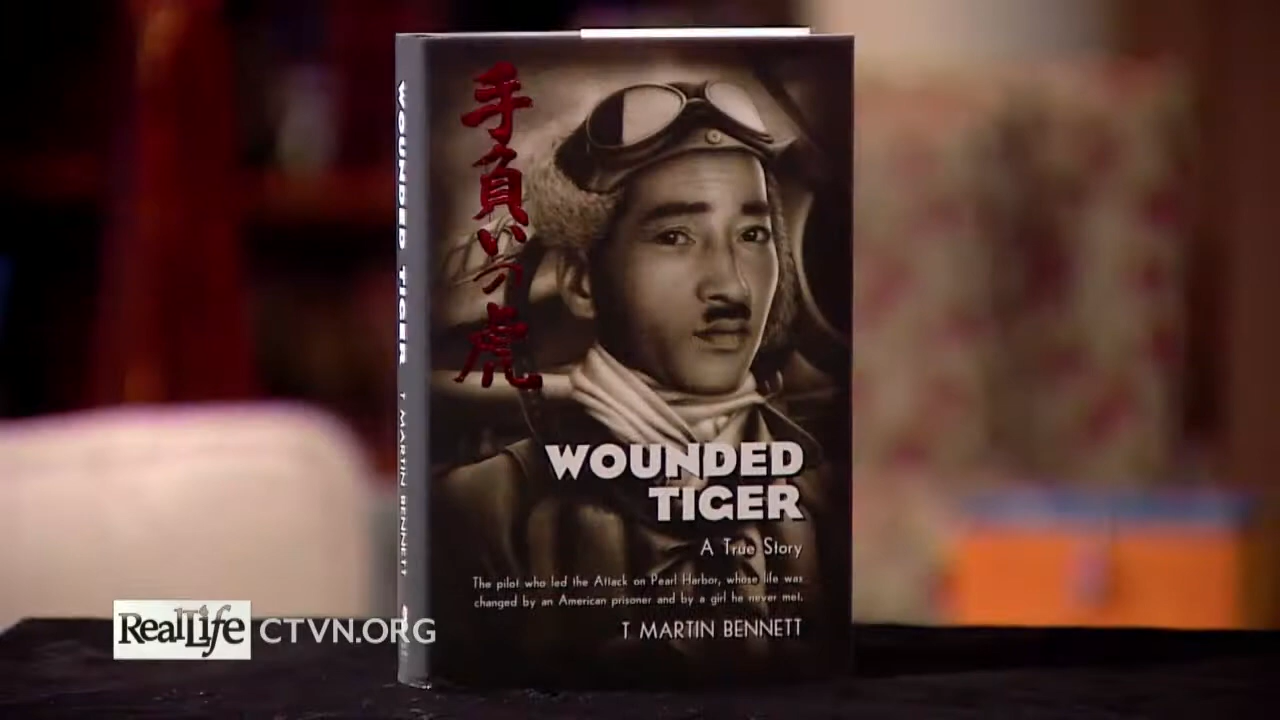 手負いの虎
WOUNDED TIGER T MARTIN BENNETT
WOUNDED
TIGER
A True Story
The pilot who led the Attack on Pearl Harbor, whose life was
changed by an American prisoner and by a girl he never met.
T MARTIN BENNETT
RealLife CTVN.ORG